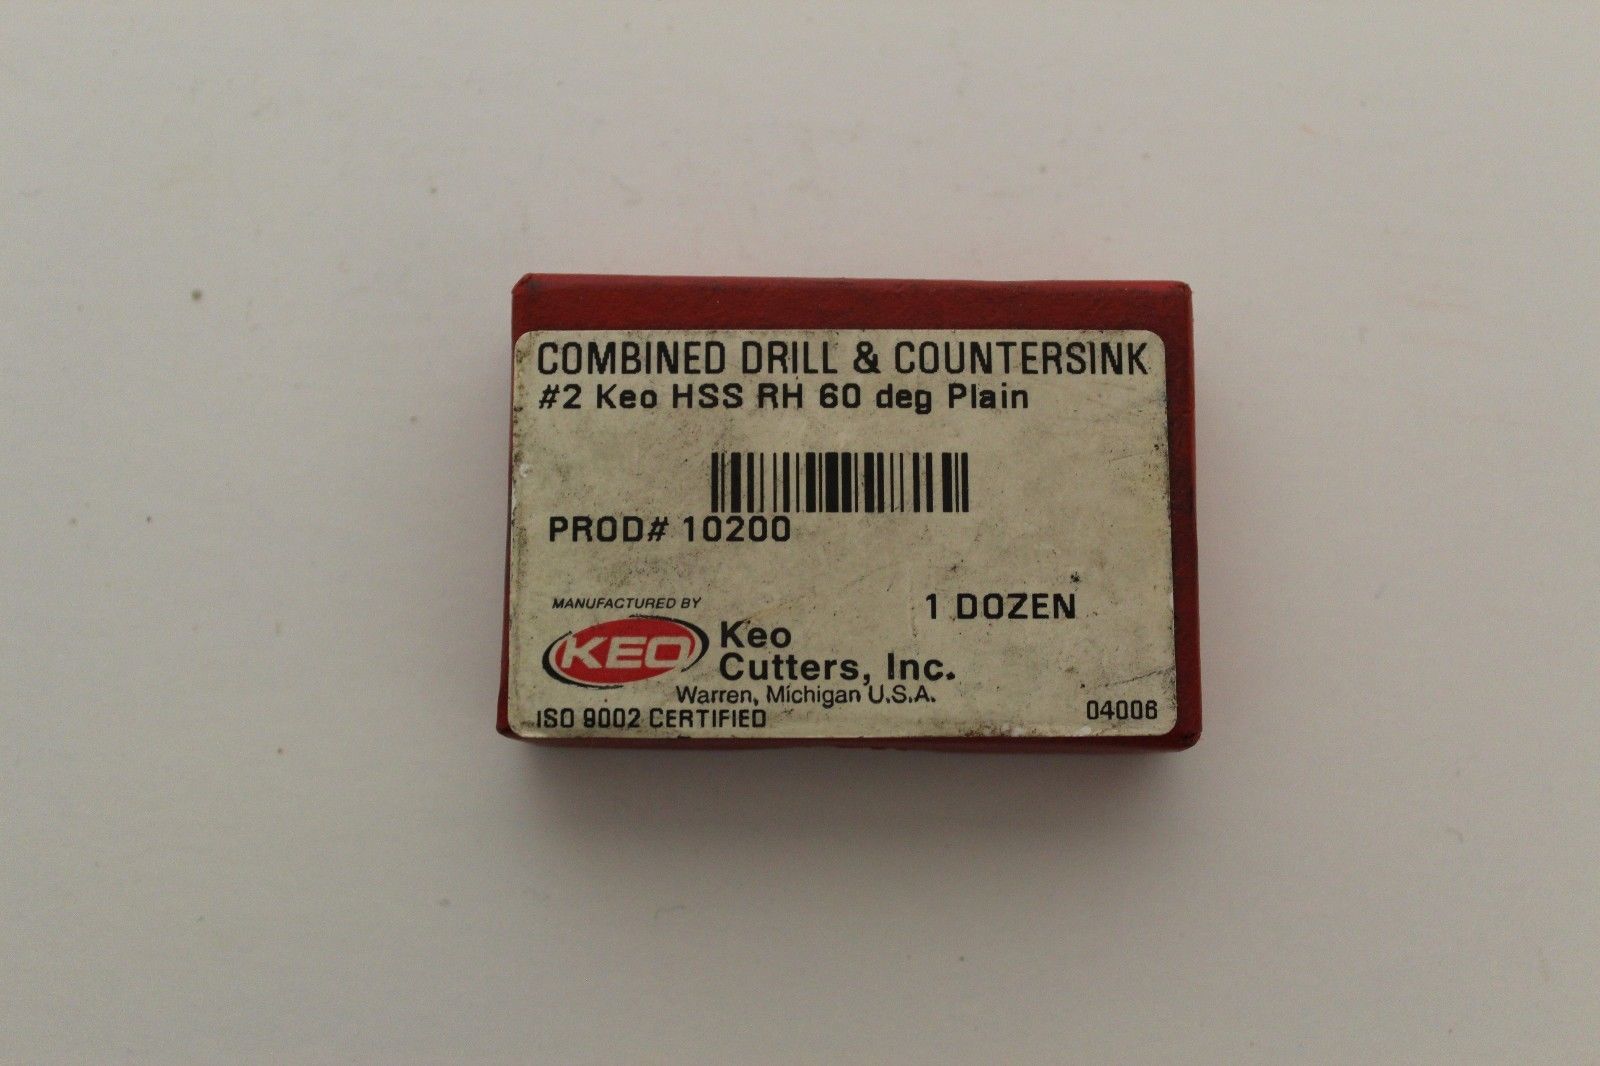 COMBINED DRILL & COUNTERSINK
#2 Keo HSS RH 60 deg Plain
PROD# 10200
1 DOZEN
MANUFACTURED BY
KEO
Keo
Cutters, Inc.
Warren, Michigan U.S.A.
ISO 9002 CERTIFIED
04006